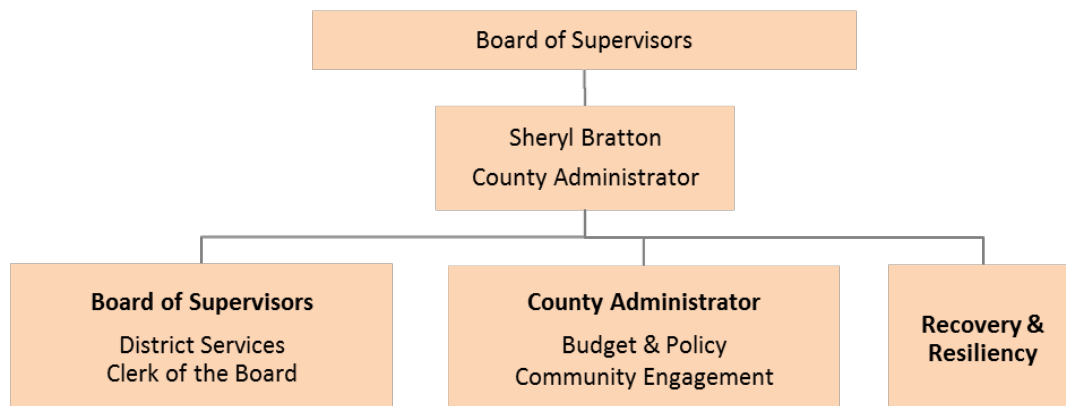 Board of Supervisors
Sheryl Bratton
County Administrator
Board of Supervisors
District Services
Clerk of the Board
County Administrator
Budget & Policy
Community Engagement
Recovery &
Resiliency